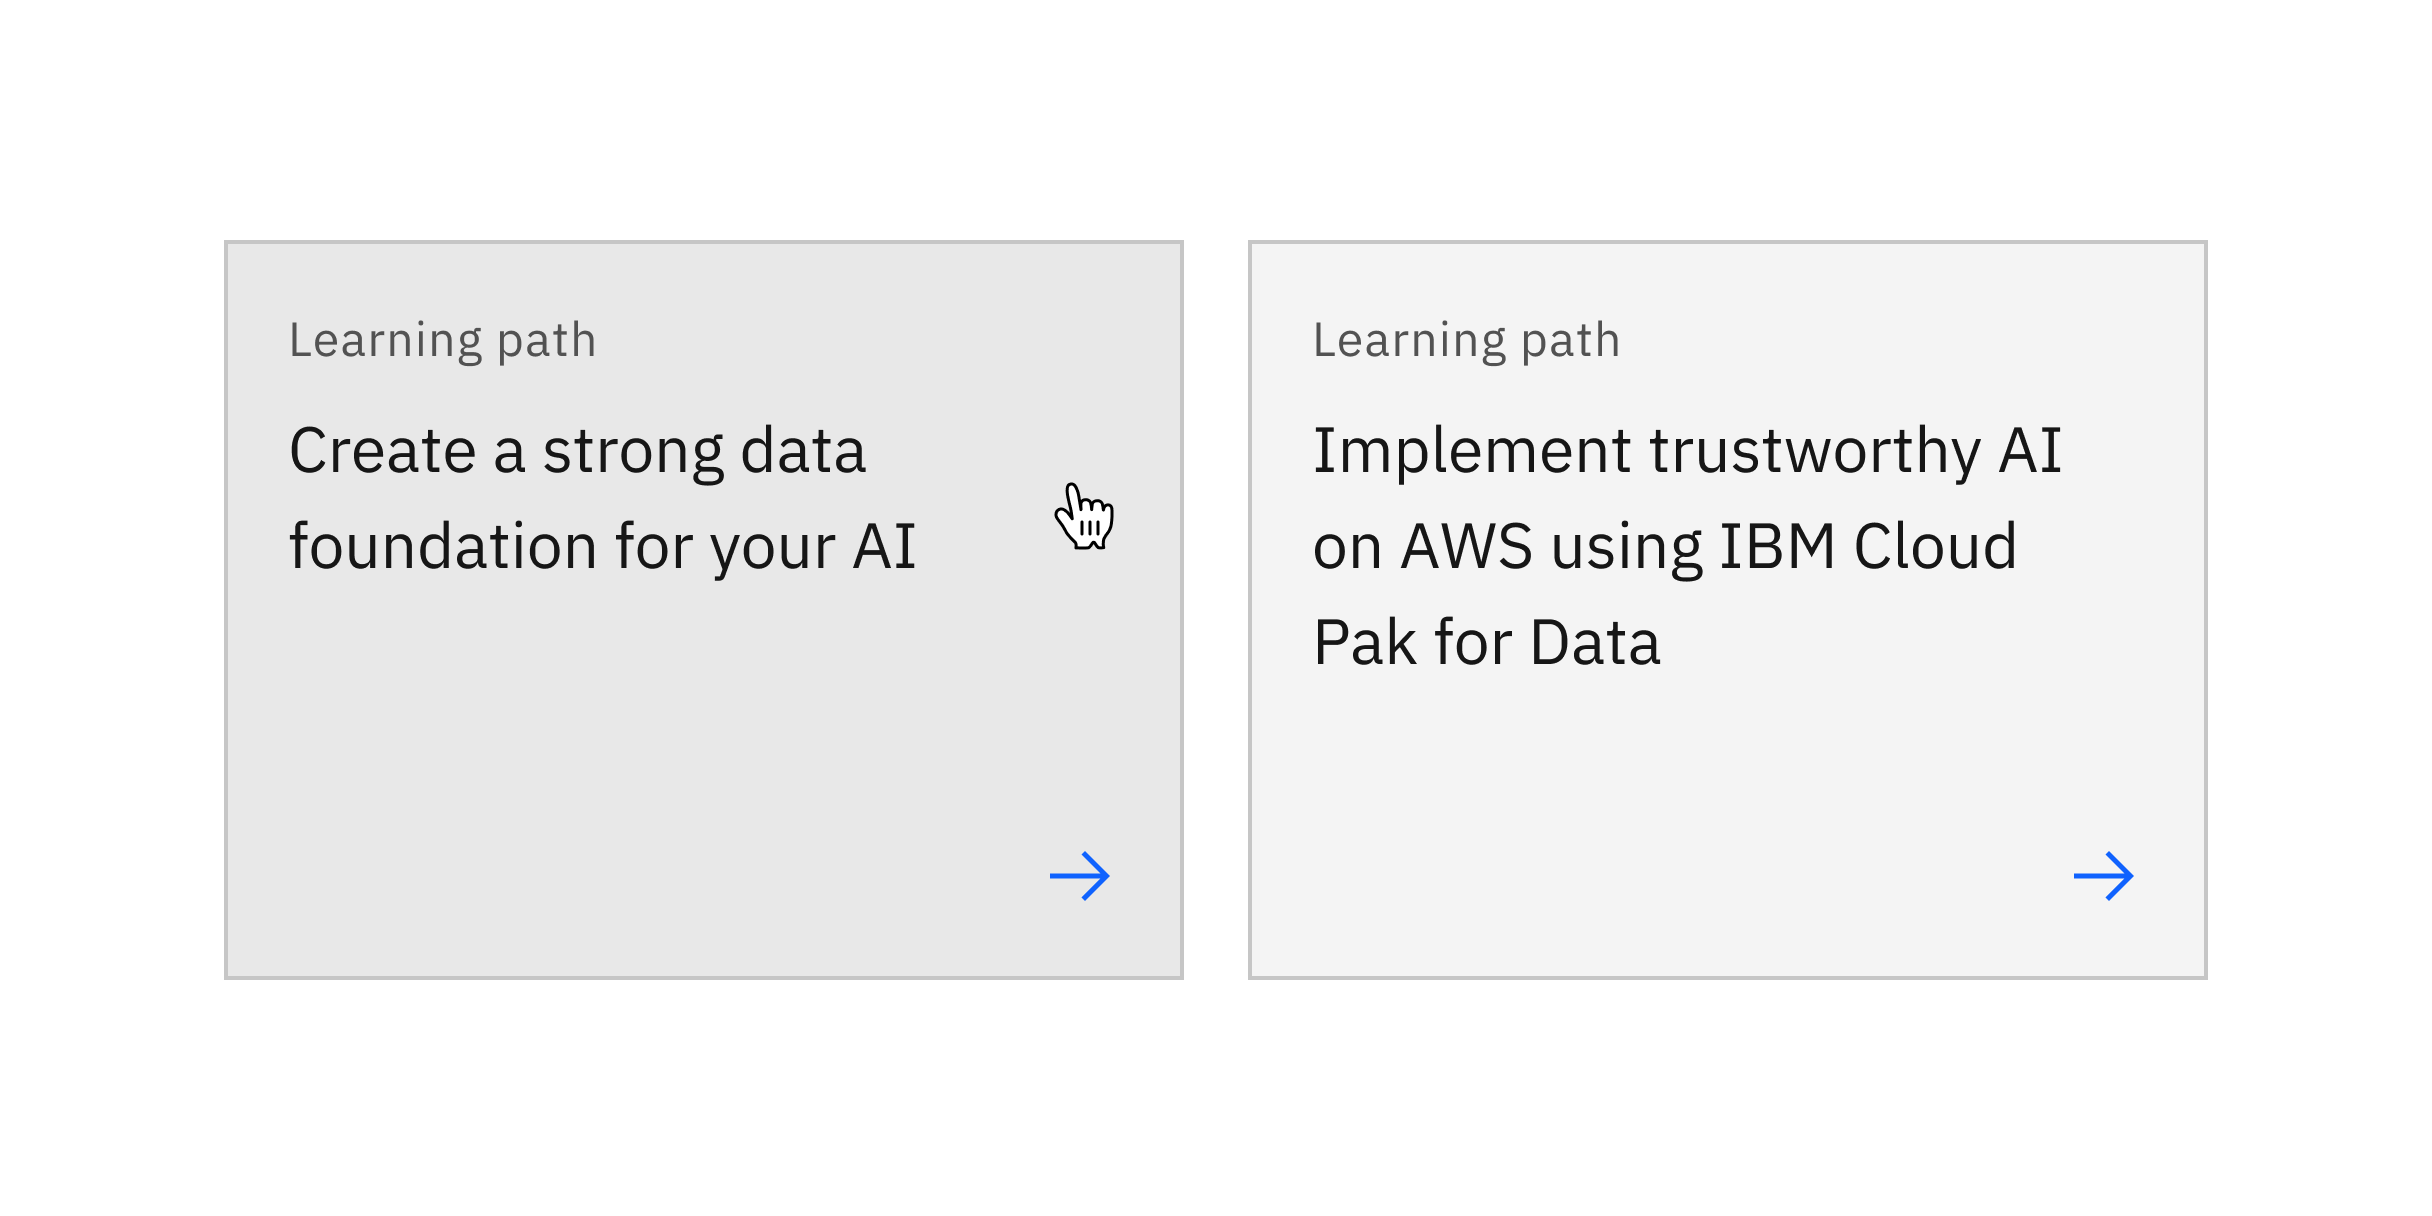 Learning path
Create a strong data
foundation for your AI
Learning path
Implement trustworthy AI
on AWS using IBM Cloud
Pak for Data